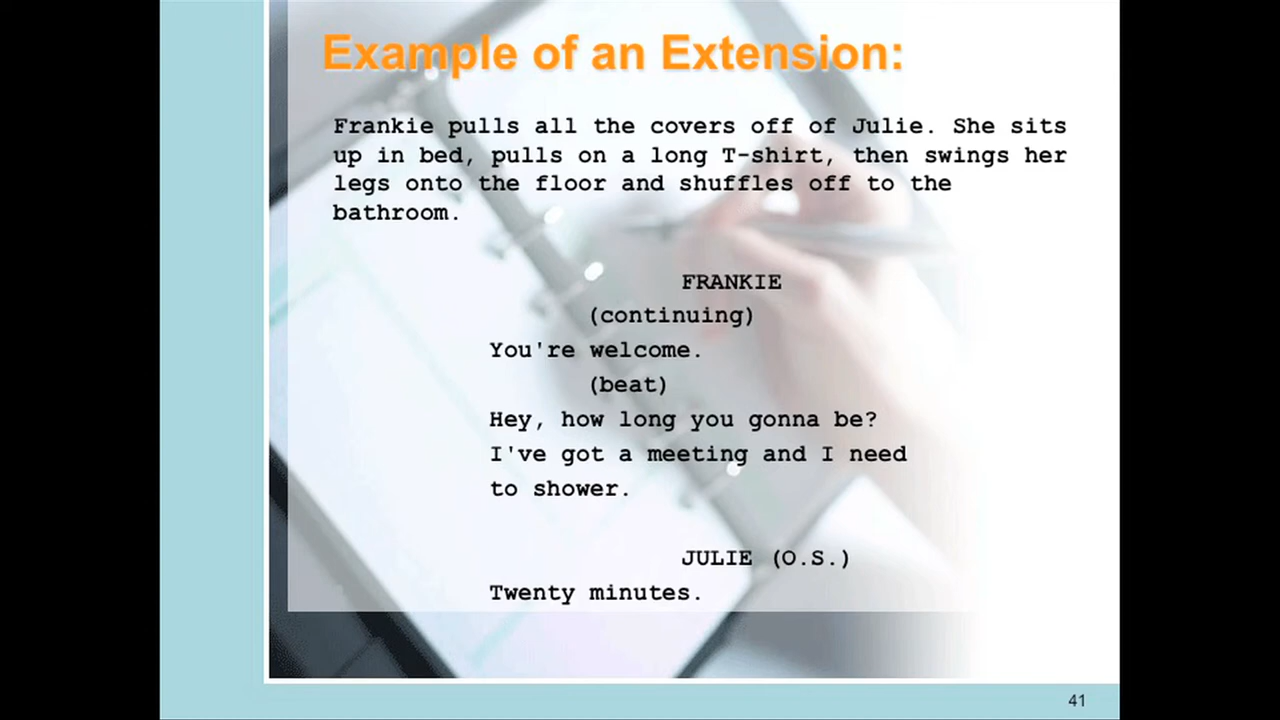 Example of an Extension:
Frankie pulls all the covers off of Julie. She sits
up in bed, pulls on a long T-shirt, then swings her
legs onto the floor and shuffles off to the
bathroom.
FRANKIE
(continuing)
You're welcome.
(beat)
Hey, how long you gonna be?
I've got a meeting and I need
to shower.
JULIE (O.S.)
Twenty minutes.
41